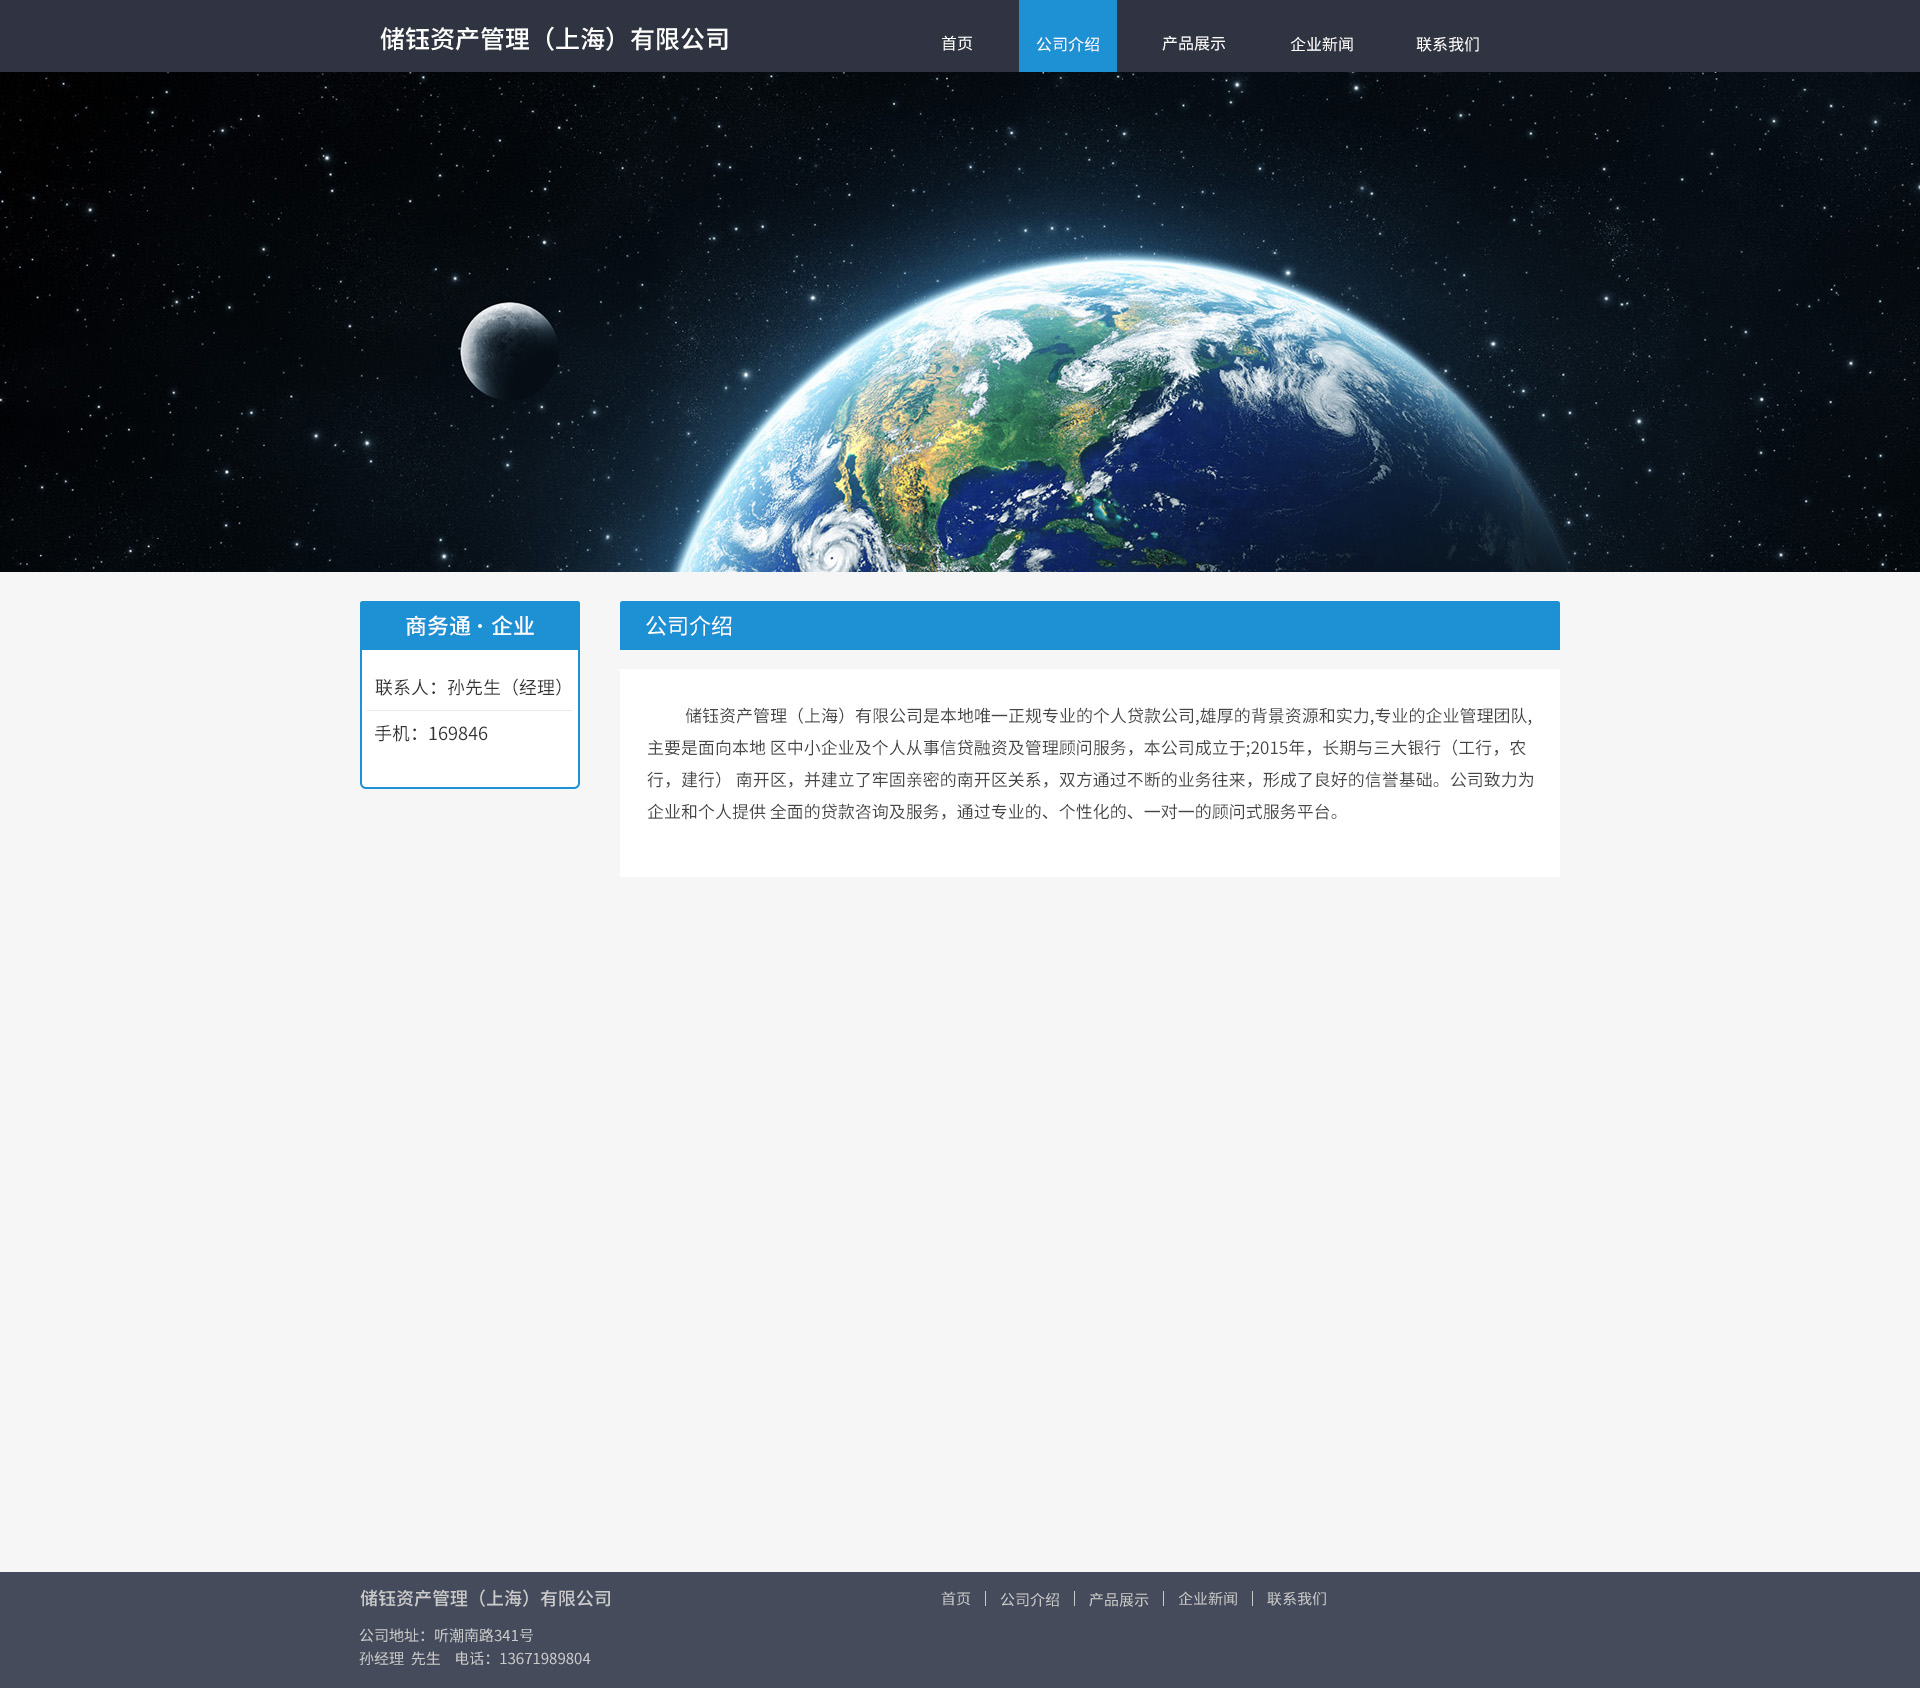 储钰资产管理（上海）有限公司
首页 公司介绍 产品展示 企业新闻 联系我们
商务通·企业
联系人：孙先生（经理）
手机：169846
公司介绍
储钰资产管理（上海）有限公司是本地唯一正规专业的个人贷款公司,雄厚的背景资源和实力,专业的企业管理团队,
主要是面向本地 区中小企业及个人从事信贷融资及管理顾问服务，本公司成立于;2015年，长期与三大银行（工行，农
行，建行） 南开区，并建立了牢固亲密的南开区关系，双方通过不断的业务往来，形成了良好的信誉基础。公司致力为
企业和个人提供 全面的贷款咨询及服务，通过专业的、个性化的、一对一的顾问式服务平台。
储钰资产管理（上海）有限公司
首页 | 公司介绍 | 产品展示 | 企业新闻 | 联系我们
公司地址：听潮南路341号
孙经理 先生 电话：13671989804